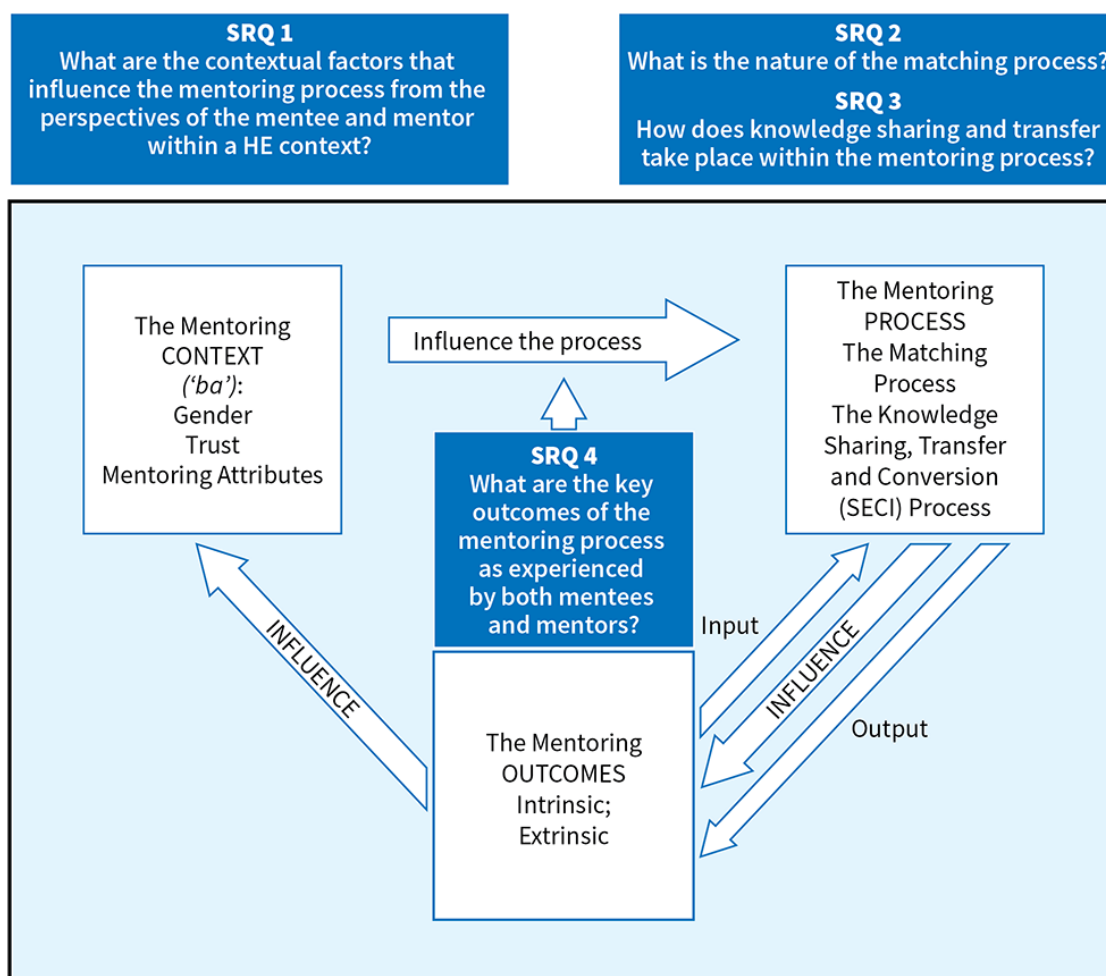 SRQ 1
What are the contextual factors that
influence the mentoring process from the
perspectives of the mentee and mentor
within a HE context?
SRQ 2
What is the nature of the matching process?
SRQ 3
How does knowledge sharing and transfer
take place within the mentoring process?
The Mentoring
CONTEXT
(‘ba’):
Gender
Trust
Mentoring Attributes
Influence the process
The Mentoring
PROCESS
The Matching
Process
The Knowledge
Sharing, Transfer
and Conversion
(SECI) Process
SRQ 4
What are the key
outcomes of the
mentoring process
as experienced
by both mentees
and mentors?
INFLUENCE
Input
INFLUENCE
Output
The Mentoring
OUTCOMES
Intrinsic;
Extrinsic